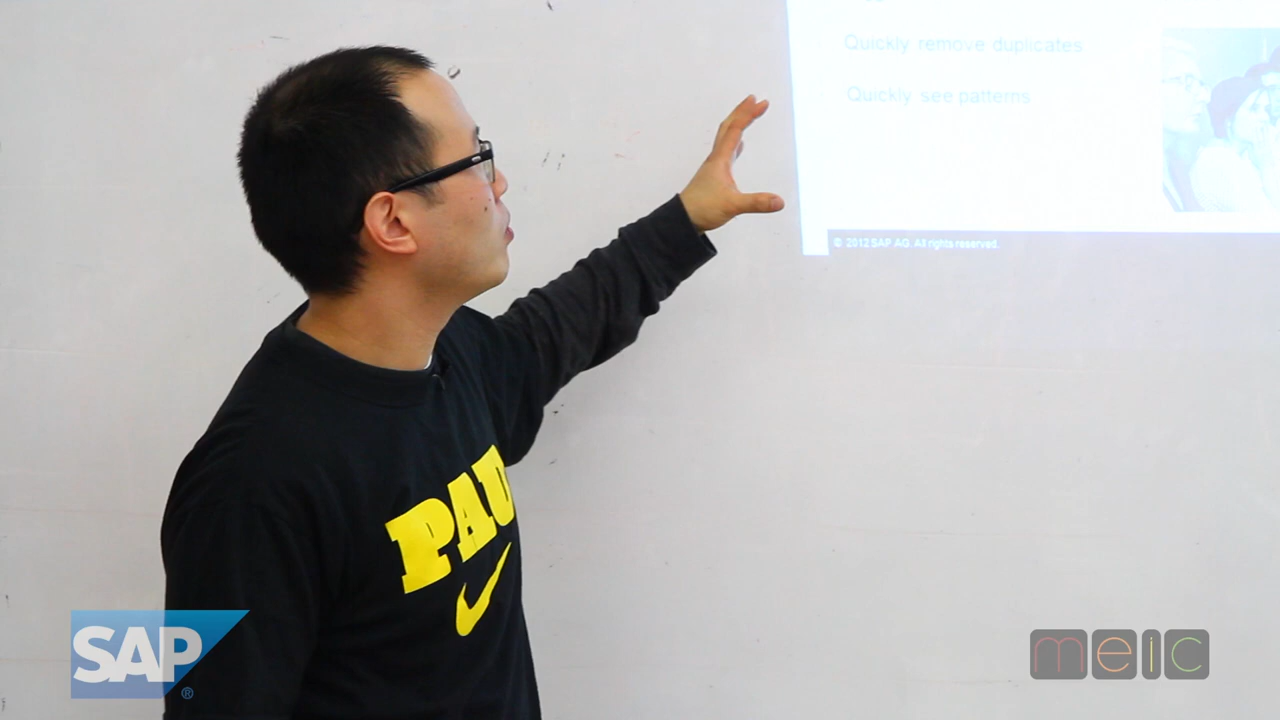 Quickly remove duplicates
Quickly see patterns
© 2012 SAP AG. All rights reserved.
PAU
SAP®
meic